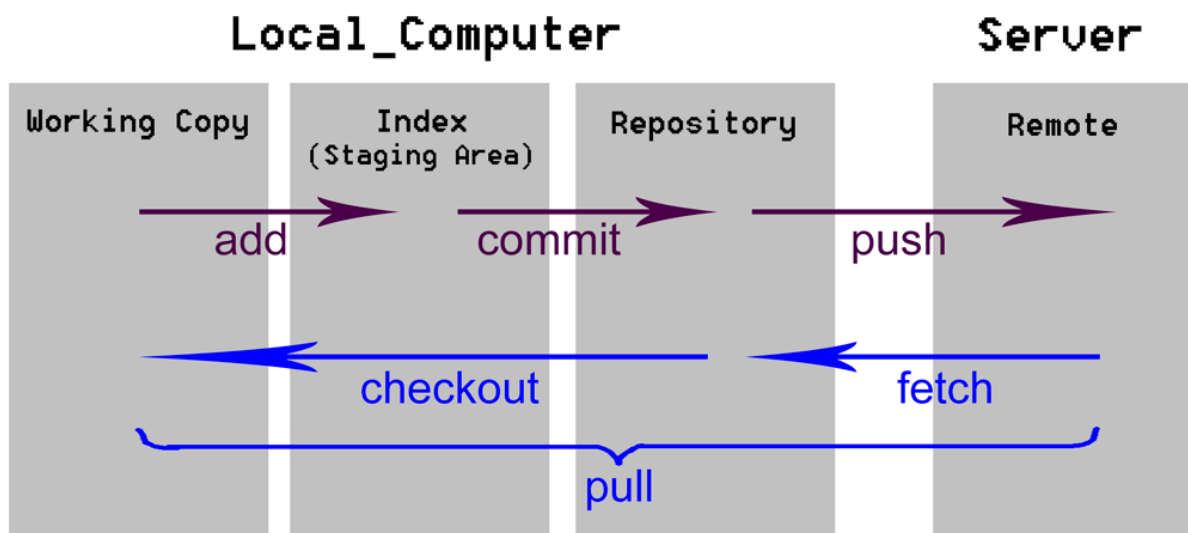 Local_Computer
Server
Working Copy
Index
(Staging Area)
Repository
Remote
add
commit
push
checkout
fetch
pull